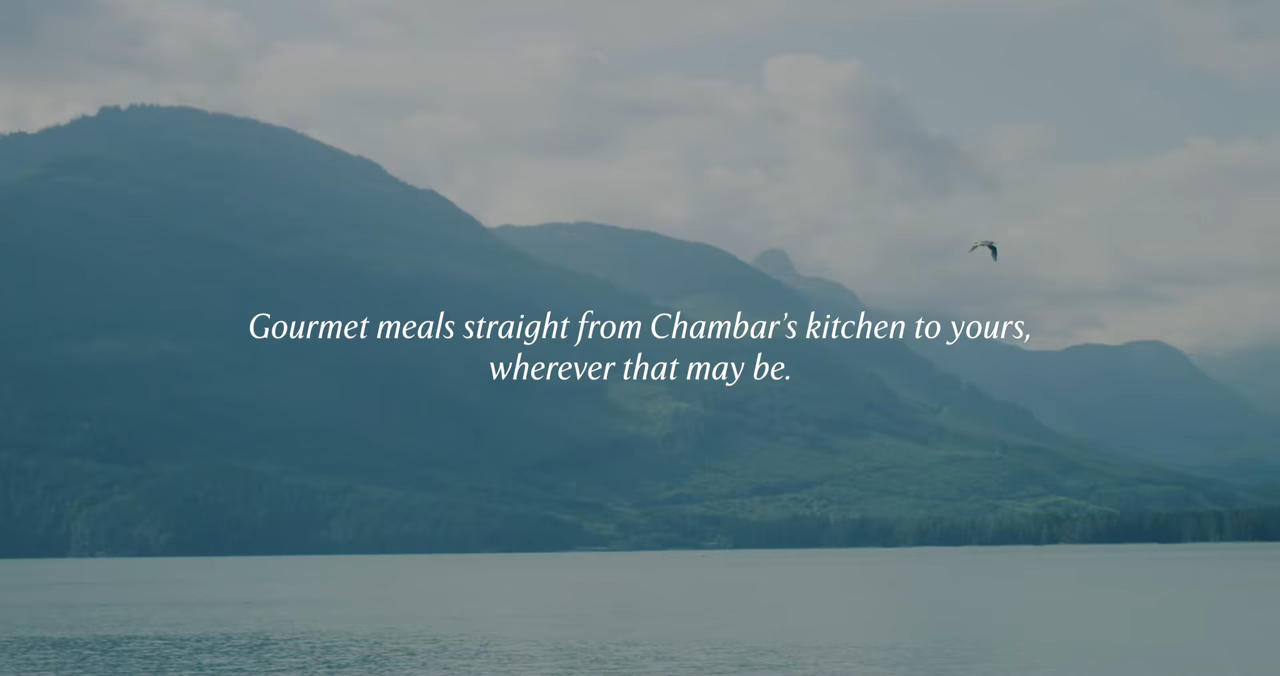 Gourmet meals straight from Chambar’s kitchen to yours,
wherever that may be.